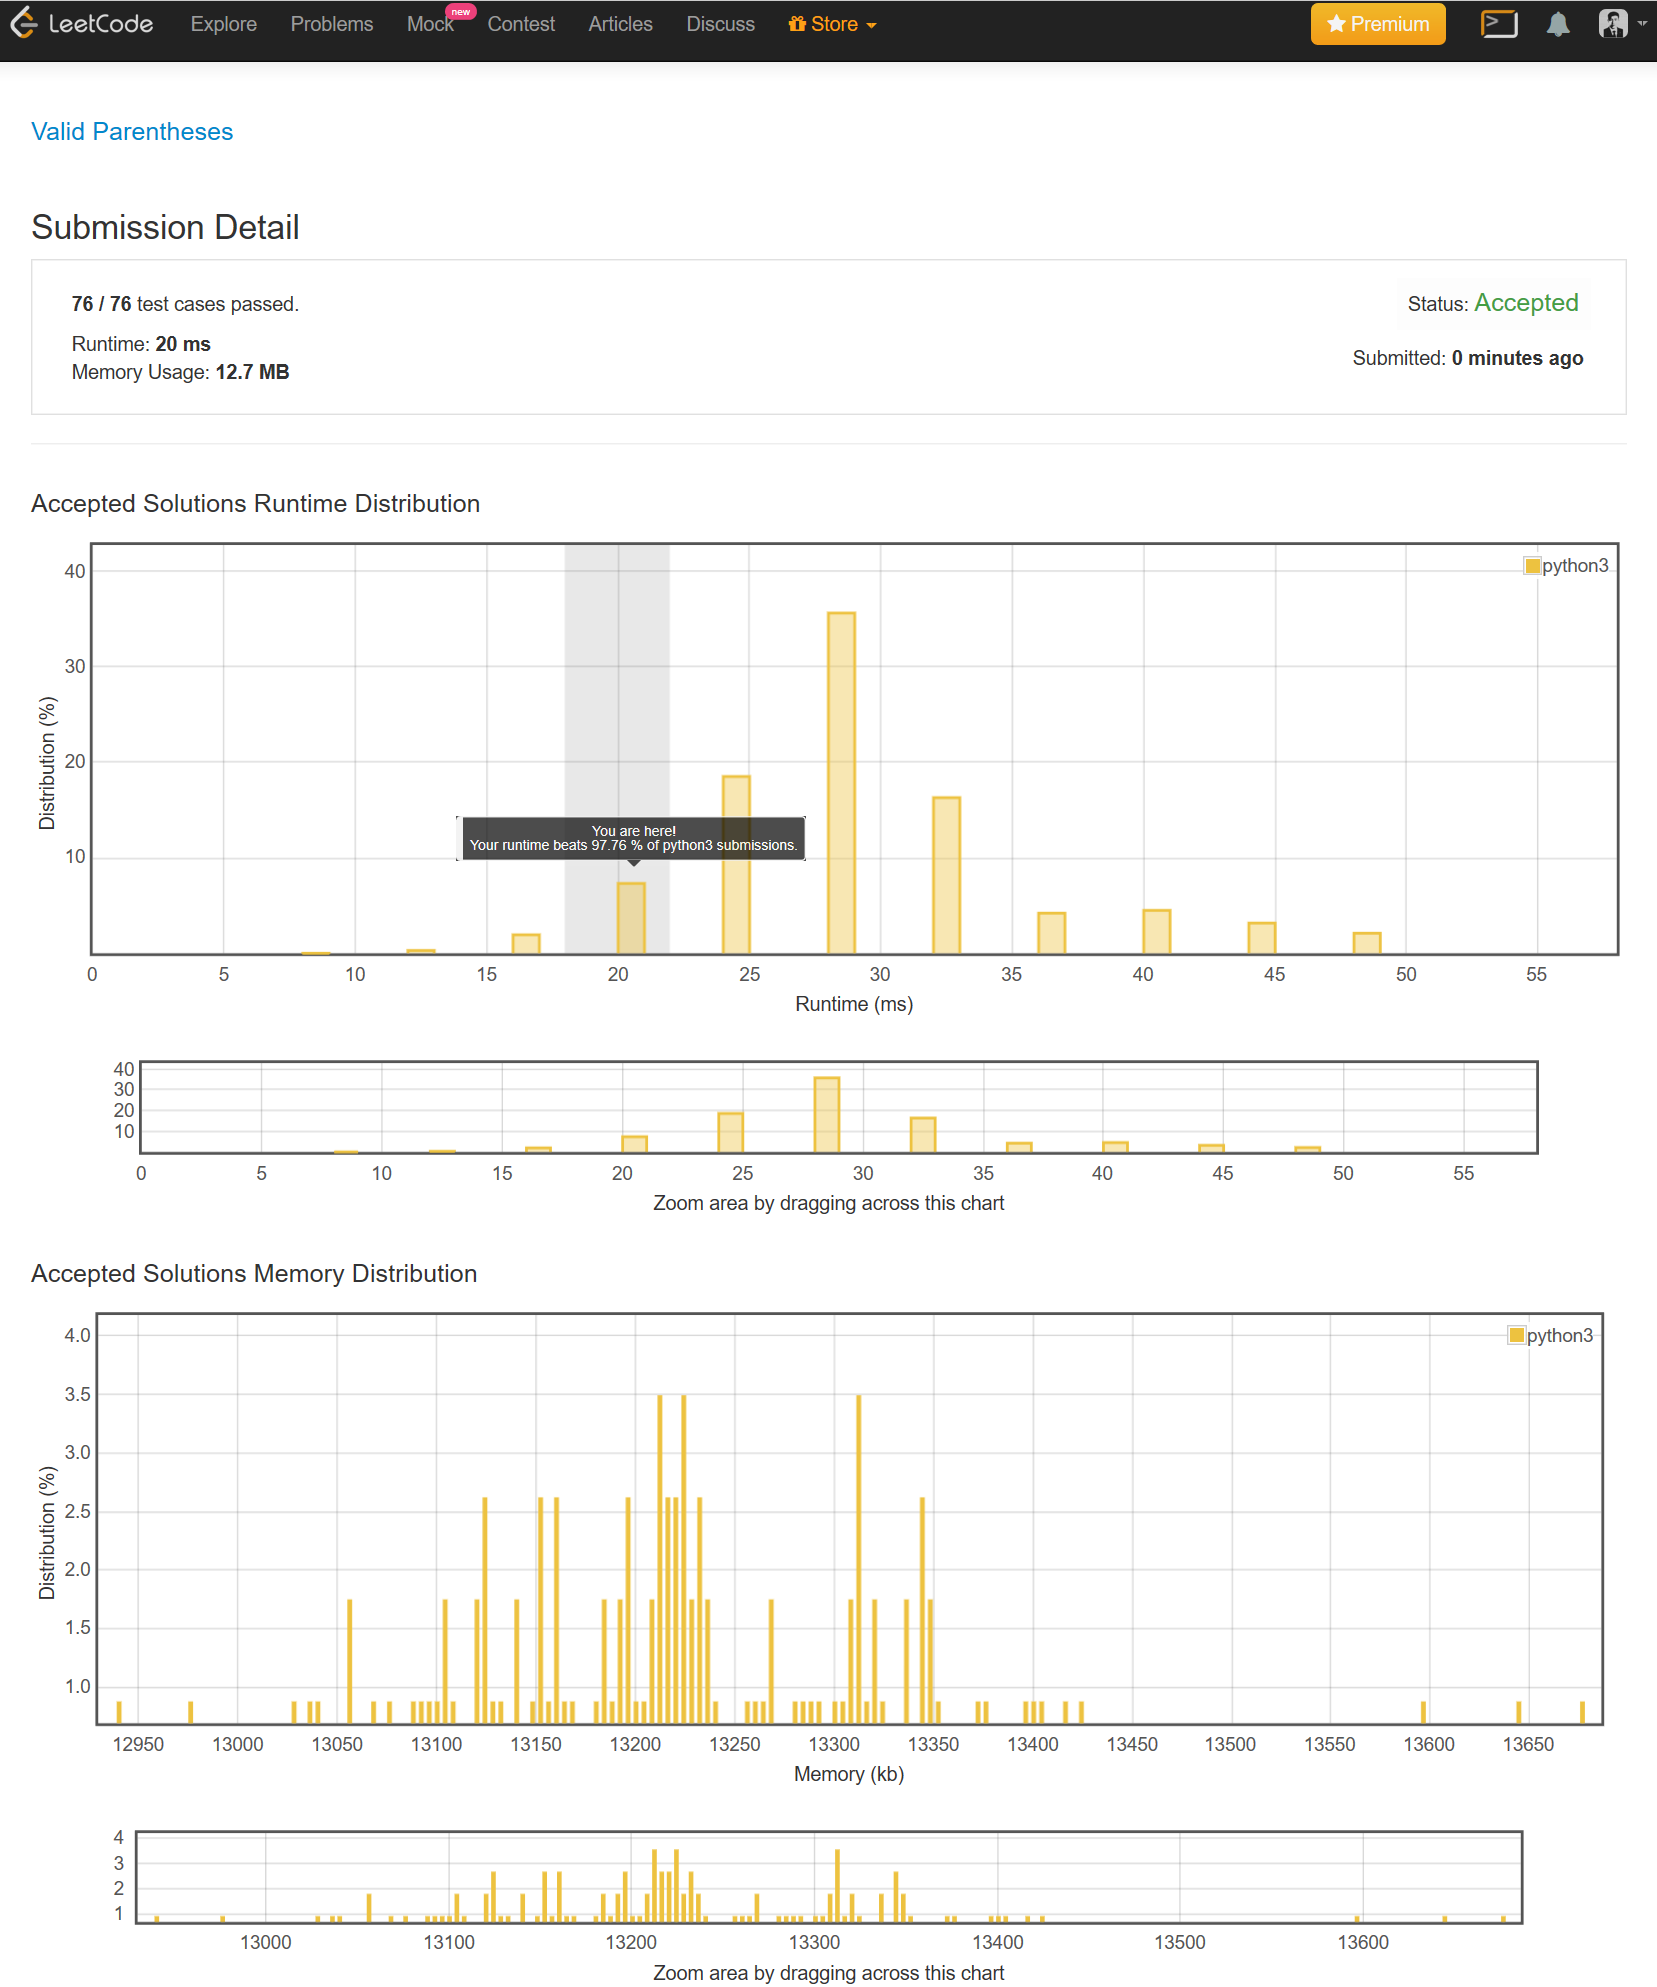 LeetCode Explore Problems Mock new Contest Articles Discuss Store Premium
Valid Parentheses
Submission Detail
76 / 76 test cases passed.
Status: Accepted
Runtime: 20 ms
Submitted: 0 minutes ago
Memory Usage: 12.7 MB
Accepted Solutions Runtime Distribution
python3
40
30
20
10
Distribution (%)
You are here!
Your runtime beats 97.76 % of python3 submissions.
0 5 10 15 20 25 30 35 40 45 50 55
Runtime (ms)
40
30
20
10
0 5 10 15 20 25 30 35 40 45 50 55
Zoom area by dragging across this chart
Accepted Solutions Memory Distribution
python3
4.0
3.5
3.0
2.5
2.0
1.5
1.0
Distribution (%)
12950 13000 13050 13100 13150 13200 13250 13300 13350 13400 13450 13500 13550 13600 13650
Memory (kb)
4
3
2
1
13000 13100 13200 13300 13400 13500 13600
Zoom area by dragging across this chart